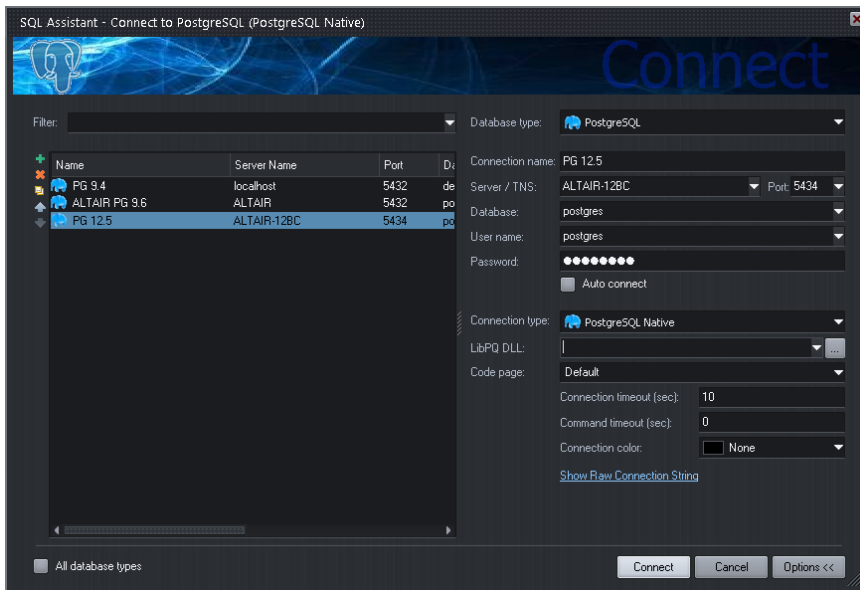 SQL Assistant - Connect to PostgreSQL (PostgreSQL Native)
Connect
Filter:
Name Server Name Port Da
PG 9.4 localhost 5432 de
ALTAIR PG 9.6 ALTAIR 5432 po
PG 12.5 ALTAIR-12BC 5434 po
All database types
Database type: PostgreSQL
Connection name: PG 12.5
Server / TNS: ALTAIR-12BC Port: 5434
Database: postgres
User name: postgres
Password:
Auto connect
Connection type: PostgreSQL Native
LibPQ DLL: ...
Code page: Default
Connection timeout (sec): 10
Command timeout (sec): 0
Connection color: None
Show Raw Connection String
Connect Cancel Options <<